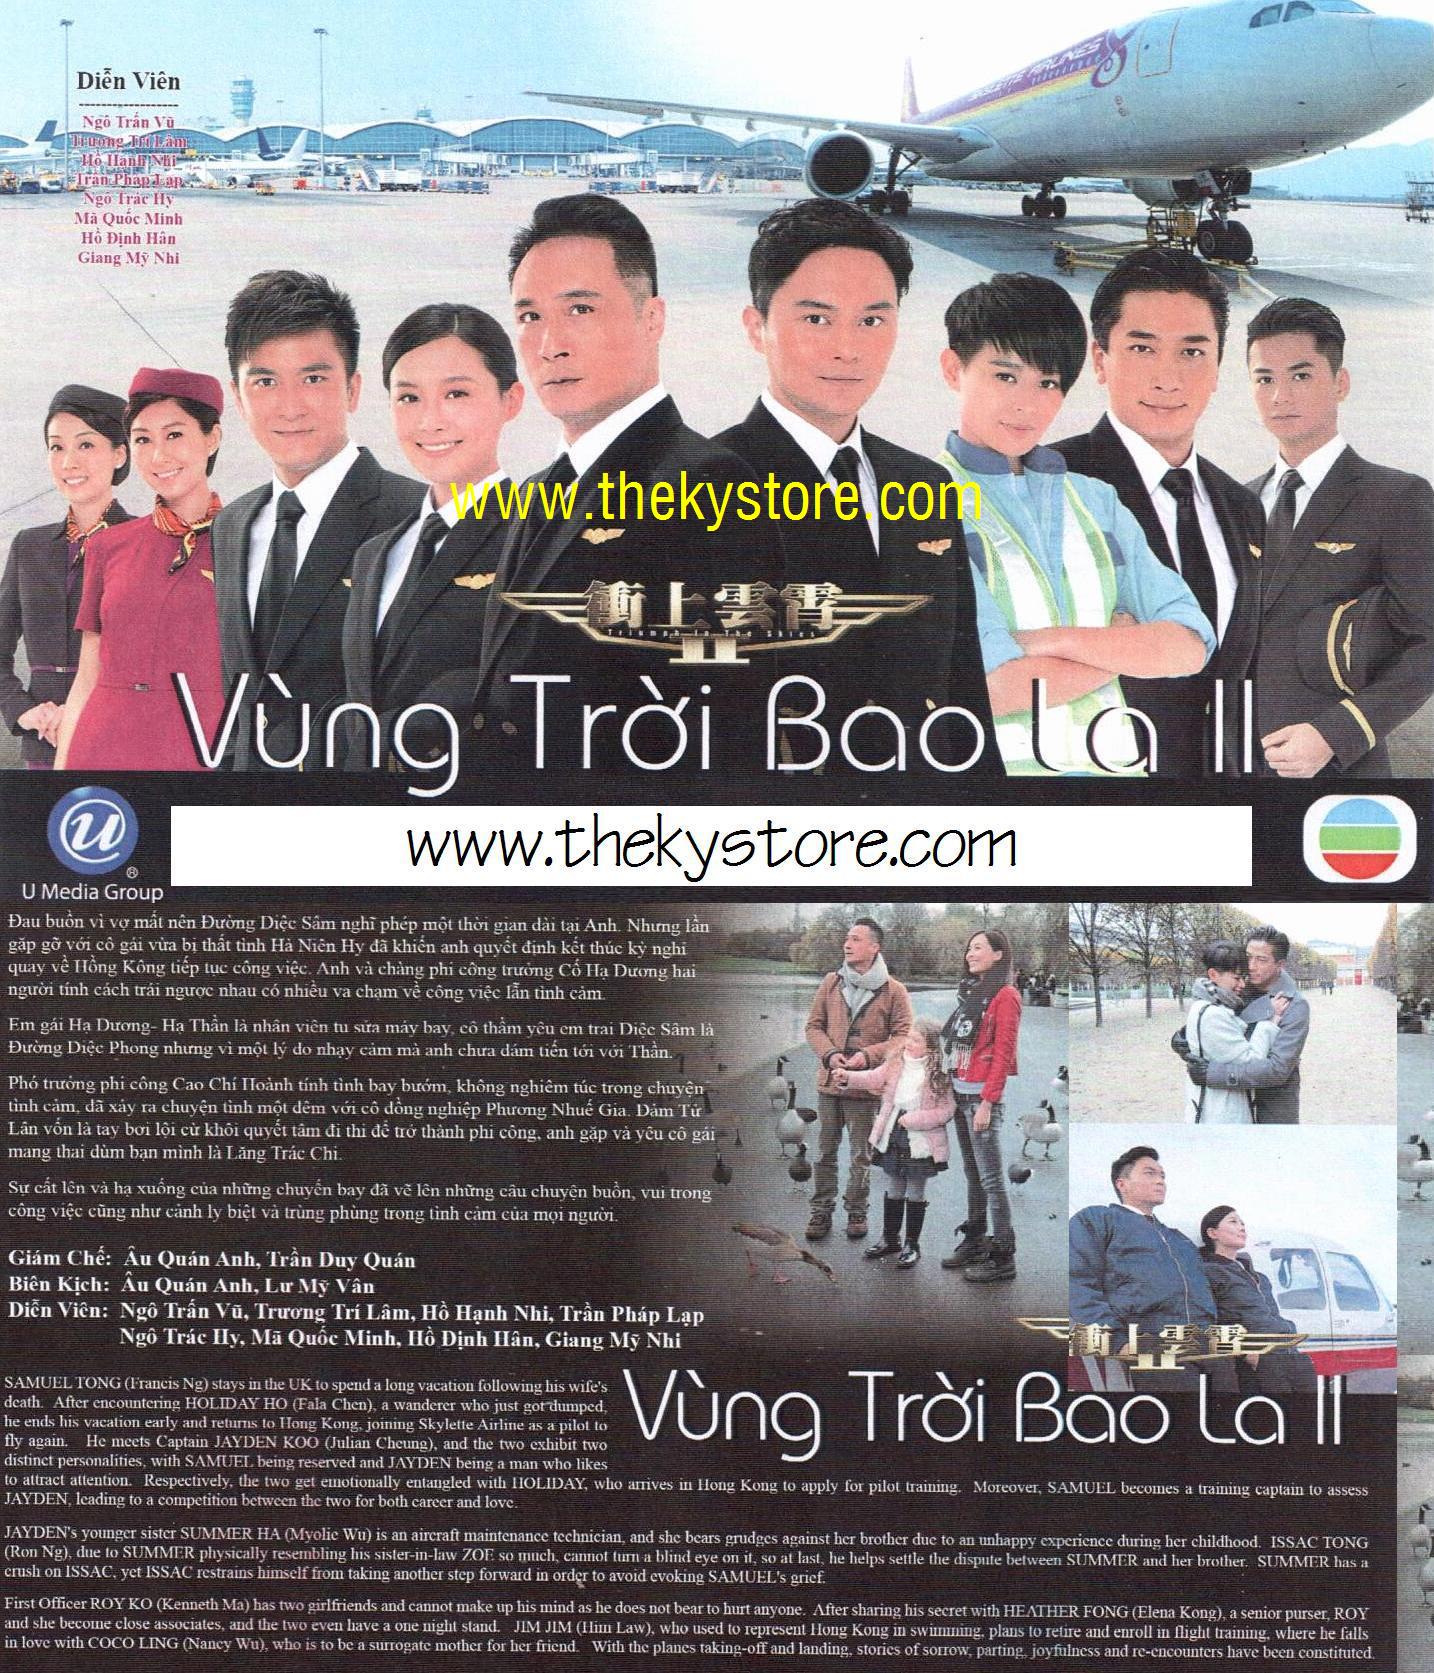 Diễn Viên
Ngô Trấn Vũ
Trương Trí Lâm
Hồ Hạnh Nhi
Trần Pháp Lạp
Ngô Trác Hy
Mã Quốc Minh
Hồ Định Hân
Giang Mỹ Nhi
SKYLETTE AIRLINES
www.thekystore.com
衝上雲霄
Triumph In The Skies
II
Vùng Trời Bao La II
www.thekystore.com
U Media Group
Đau buồn vì vợ mất nên Đường Diệc Sâm nghĩ phép một thời gian dài tại Anh. Nhưng lần
gặp gỡ với cô gái vừa bị thất tình Hà Niên Hy đã khiến anh quyết định kết thúc kỳ nghỉ
quay về Hồng Kông tiếp tục công việc. Anh và chàng phi công trưởng Cố Hạ Dương hai
người tính cách trái ngược nhau có nhiều va chạm về công việc lẫn tình cảm.
Em gái Hạ Dương- Hạ Thần là nhân viên tu sửa máy bay, cô thầm yêu em trai Diệc Sâm là
Đường Diệc Phong nhưng vì một lý do nhạy cảm mà anh chưa dám tiến tới với Thần.
Phó trưởng phi công Cao Chí Hoành tính tình bay bướm, không nghiêm túc trong chuyện
tình cảm, đã xảy ra chuyện tình một đêm với cô đồng nghiệp Phương Nhuế Gia. Đàm Tử
Lân vốn là tay bơi lội cừ khôi quyết tâm đi thi để trở thành phi công, anh gặp và yêu cô gái
mang thai dùm bạn mình là Lăng Trác Chi.
Sự cất lên và hạ xuống của những chuyến bay đã vẽ lên những câu chuyện buồn, vui trong
công việc cũng như cảnh ly biệt và trùng phùng trong tình cảm của mọi người.
Giám Chế: Âu Quán Anh, Trần Duy Quán
Biên Kịch: Âu Quán Anh, Lư Mỹ Vân
Diễn Viên: Ngô Trấn Vũ, Trương Trí Lâm, Hồ Hạnh Nhi, Trần Pháp Lạp
Ngô Trác Hy, Mã Quốc Minh, Hồ Định Hân, Giang Mỹ Nhi
衝上雲霄
II
Vùng Trời Bao La II
SAMUEL TONG (Francis Ng) stays in the UK to spend a long vacation following his wife's
death. After encountering HOLIDAY HO (Fala Chen), a wanderer who just got dumped,
he ends his vacation early and returns to Hong Kong, joining Skylette Airline as a pilot to
fly again. He meets Captain JAYDEN KOO (Julian Cheung), and the two exhibit two
distinct personalities, with SAMUEL being reserved and JAYDEN being a man who likes
to attract attention. Respectively, the two get emotionally entangled with HOLIDAY, who arrives in Hong Kong to apply for pilot training. Moreover, SAMUEL becomes a training captain to assess
JAYDEN, leading to a competition between the two for both career and love.
JAYDEN's younger sister SUMMER HA (Myolie Wu) is an aircraft maintenance technician, and she bears grudges against her brother due to an unhappy experience during her childhood. ISSAC TONG
(Ron Ng), due to SUMMER physically resembling his sister-in-law ZOE so much, cannot turn a blind eye on it, so at last, he helps settle the dispute between SUMMER and her brother. SUMMER has a
crush on ISSAC, yet ISSAC restrains himself from taking another step forward in order to avoid evoking SAMUEL's grief.
First Officer ROY KO (Kenneth Ma) has two girlfriends and cannot make up his mind as he does not bear to hurt anyone. After sharing his secret with HEATHER FONG (Elena Kong), a senior purser, ROY
and she become close associates, and the two even have a one night stand. JIM JIM (Him Law), who used to represent Hong Kong in swimming, plans to retire and enroll in flight training, where he falls
in love with COCO LING (Nancy Wu), who is to be a surrogate mother for her friend. With the planes taking-off and landing, stories of sorrow, parting, joyfulness and re-encounters have been constituted.